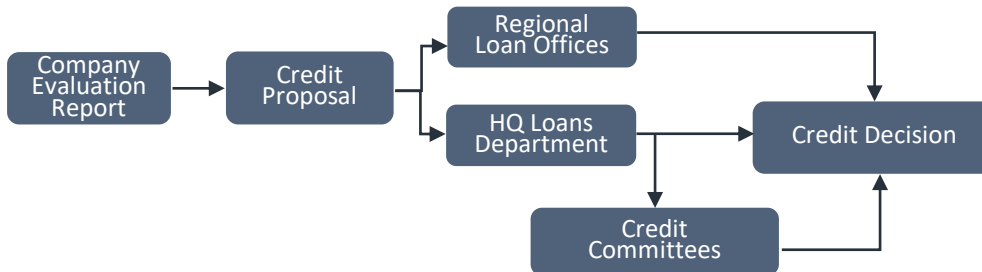 Company
Evaluation
Report
Credit
Proposal
Regional
Loan Offices
HQ Loans
Department
Credit
Committees
Credit Decision